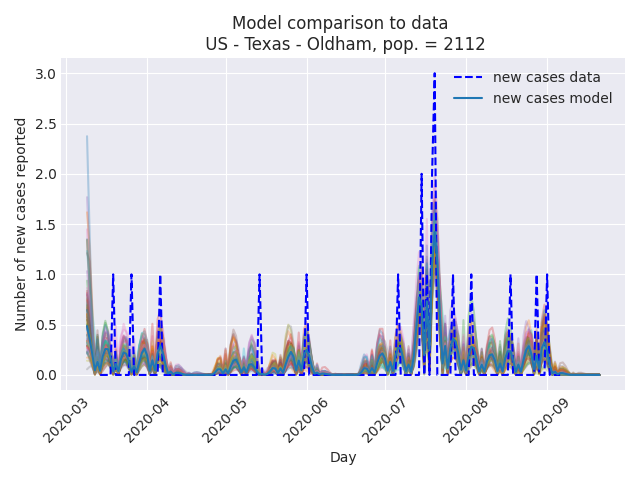 Model comparison to data
US - Texas - Oldham, pop. = 2112
new cases data
new cases model
Number of new cases reported
3.0
2.5
2.0
1.5
1.0
0.5
0.0
2020-03
2020-04
2020-05
2020-06
2020-07
2020-08
2020-09
Day